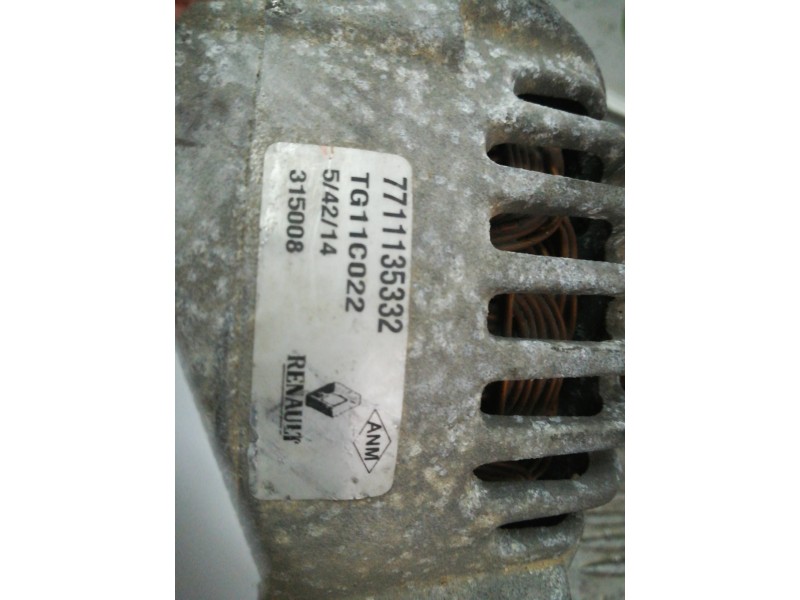 7711135332
TG11C022
5/42/14
315008
RENAULT
ANM